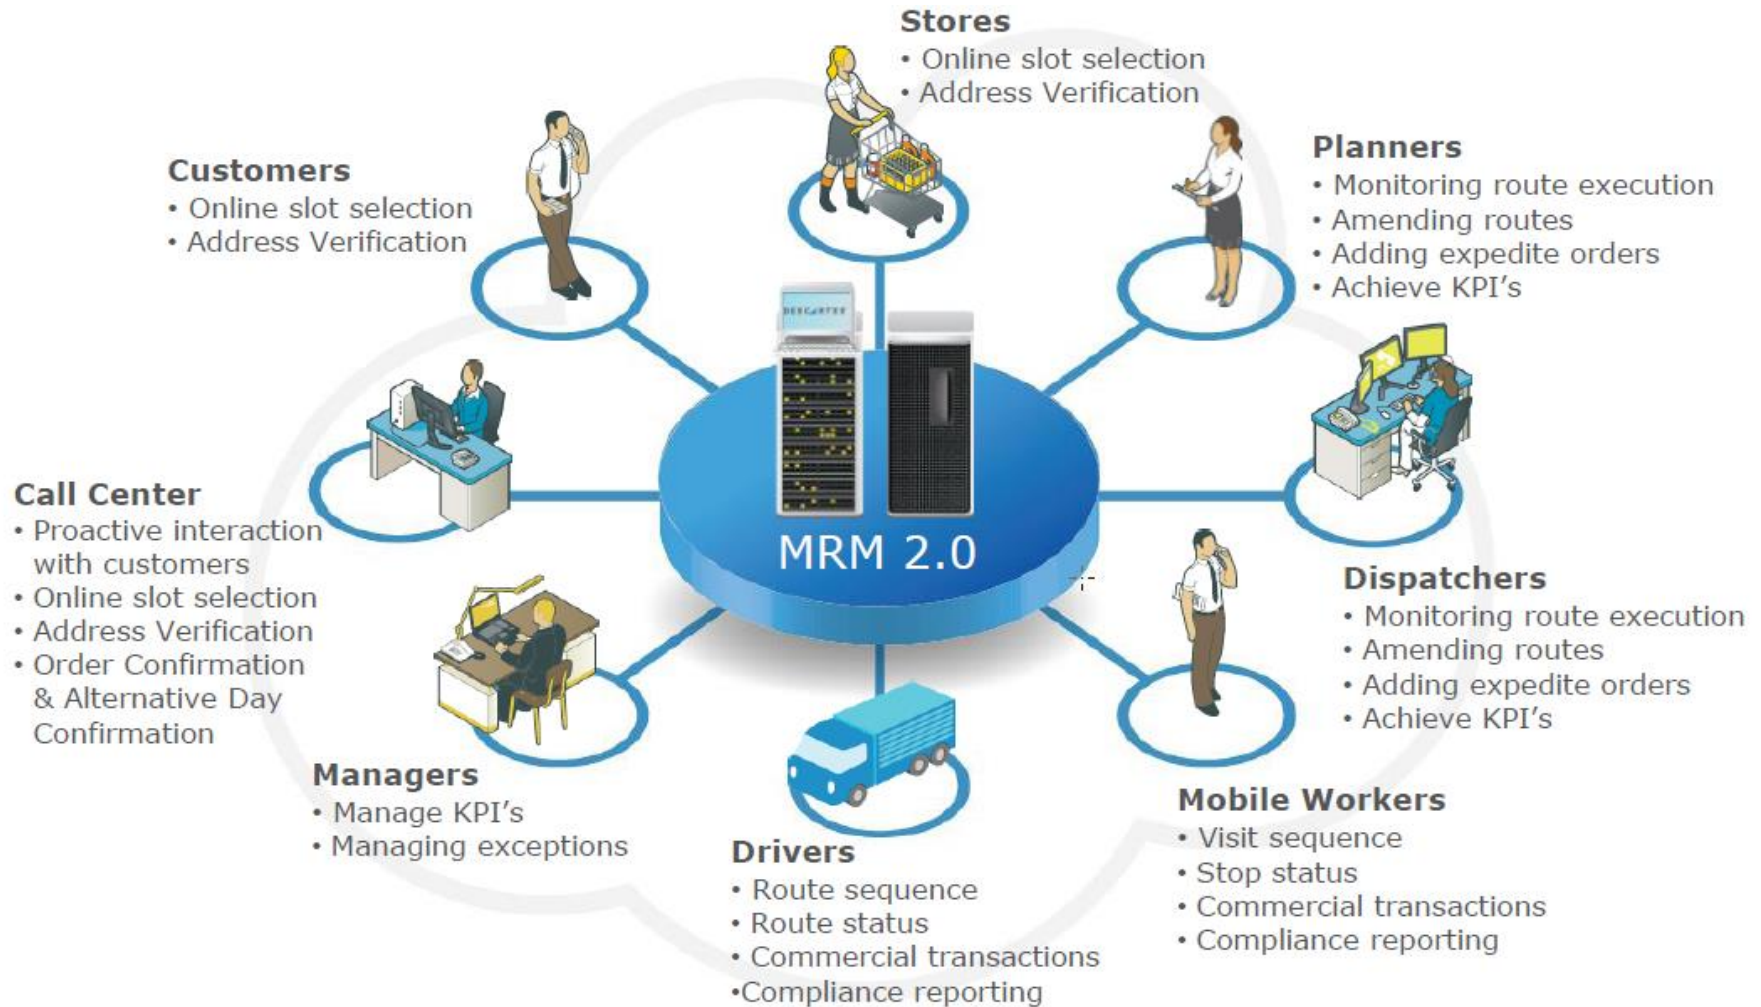 Stores
• Online slot selection
• Address Verification
Customers
• Online slot selection
• Address Verification
Planners
• Monitoring route execution
• Amending routes
• Adding expedite orders
• Achieve KPI’s
DESCARTES
MRM 2.0
Call Center
• Proactive interaction
with customers
• Online slot selection
• Address Verification
• Order Confirmation
& Alternative Day
Confirmation
Dispatchers
• Monitoring route execution
• Amending routes
• Adding expedite orders
• Achieve KPI’s
Managers
• Manage KPI’s
• Managing exceptions
Drivers
• Route sequence
• Route status
• Commercial transactions
•Compliance reporting
Mobile Workers
• Visit sequence
• Stop status
• Commercial transactions
• Compliance reporting